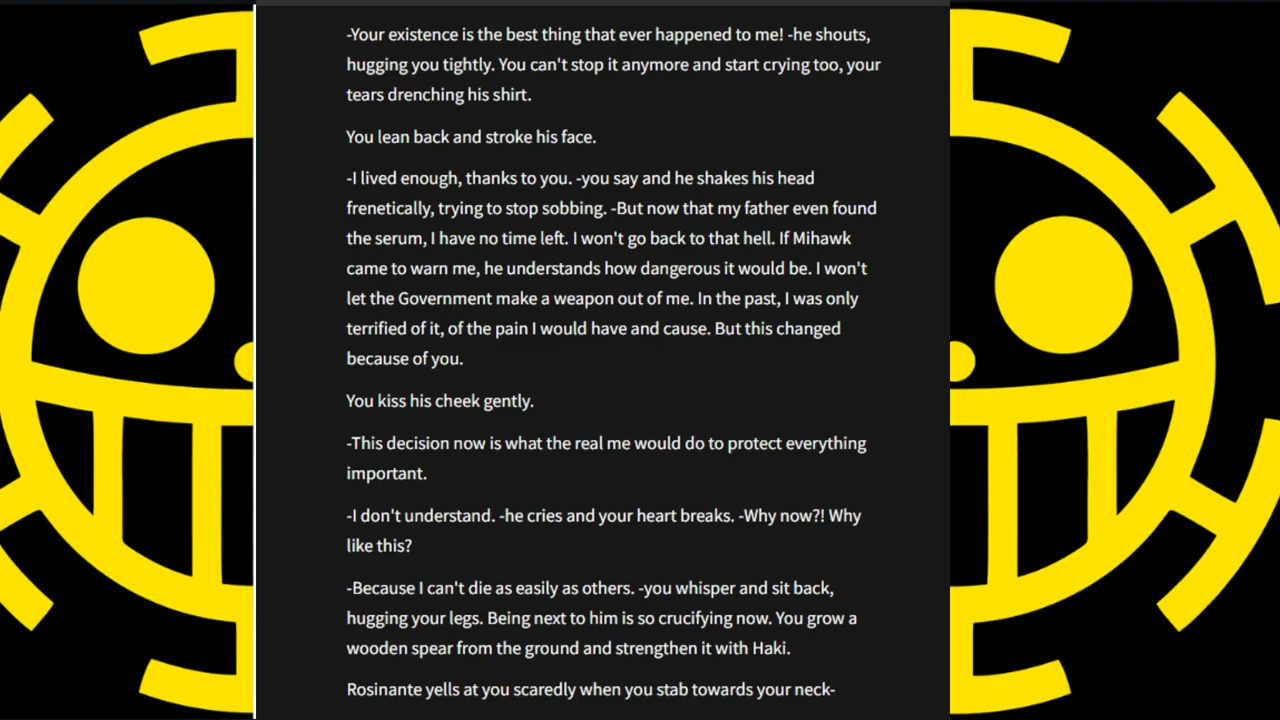 -Your existence is the best thing that ever happened to me! -he shouts,
hugging you tightly. You can't stop it anymore and start crying too, your
tears drenching his shirt.
You lean back and stroke his face.
-I lived enough, thanks to you. -you say and he shakes his head
frenetically, trying to stop sobbing. -But now that my father even found
the serum, I have no time left. I won't go back to that hell. If Mihawk
came to warn me, he understands how dangerous it would be. I won't
let the Government make a weapon out of me. In the past, I was only
terrified of it, of the pain I would have and cause. But this changed
because of you.
You kiss his cheek gently.
-This decision now is what the real me would do to protect everything
important.
-I don't understand. -he cries and your heart breaks. -Why now?! Why
like this?
-Because I can't die as easily as others. -you whisper and sit back,
hugging your legs. Being next to him is so crucifying now. You grow a
wooden spear from the ground and strengthen it with Haki.
Rosinante yells at you scaredly when you stab towards your neck-